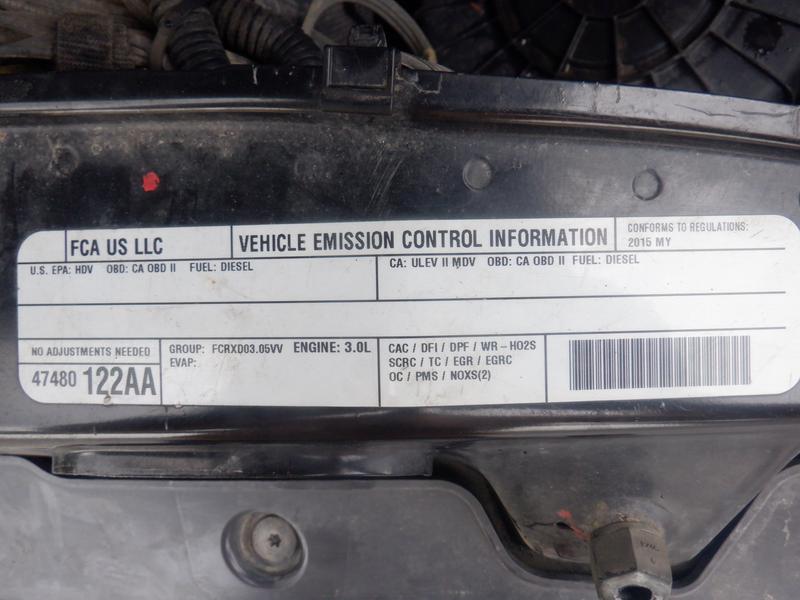 FCA US LLC
VEHICLE EMISSION CONTROL INFORMATION
CONFORMS TO REGULATIONS:
2015 MY
U.S. EPA: HDV OBD: CA OBD II FUEL: DIESEL
CA: ULEV II MDV OBD: CA OBD II FUEL: DIESEL
NO ADJUSTMENTS NEEDED
47480 122AA
GROUP: FCRXD03.05VV ENGINE: 3.0L
EVAP:
CAC / DFI / DPF / WR-HO2S
SCRC / TC / EGR / EGRC
OC / PMS / NOXS(2)